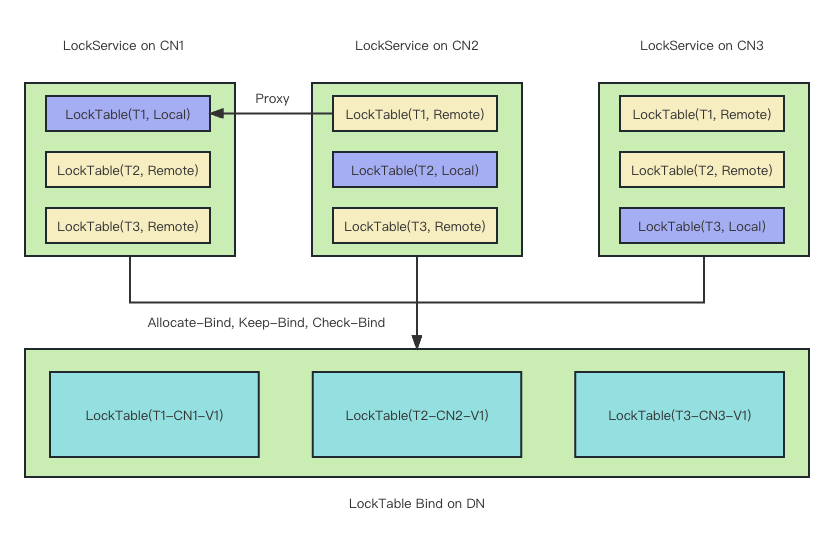 LockService on CN1
LockService on CN2
LockService on CN3
LockTable(T1, Local)
Proxy
LockTable(T1, Remote)
LockTable(T1, Remote)
LockTable(T2, Remote)
LockTable(T2, Local)
LockTable(T2, Remote)
LockTable(T3, Remote)
LockTable(T3, Remote)
LockTable(T3, Local)
Allocate-Bind, Keep-Bind, Check-Bind
LockTable(T1-CN1-V1)
LockTable(T2-CN2-V1)
LockTable(T3-CN3-V1)
LockTable Bind on DN